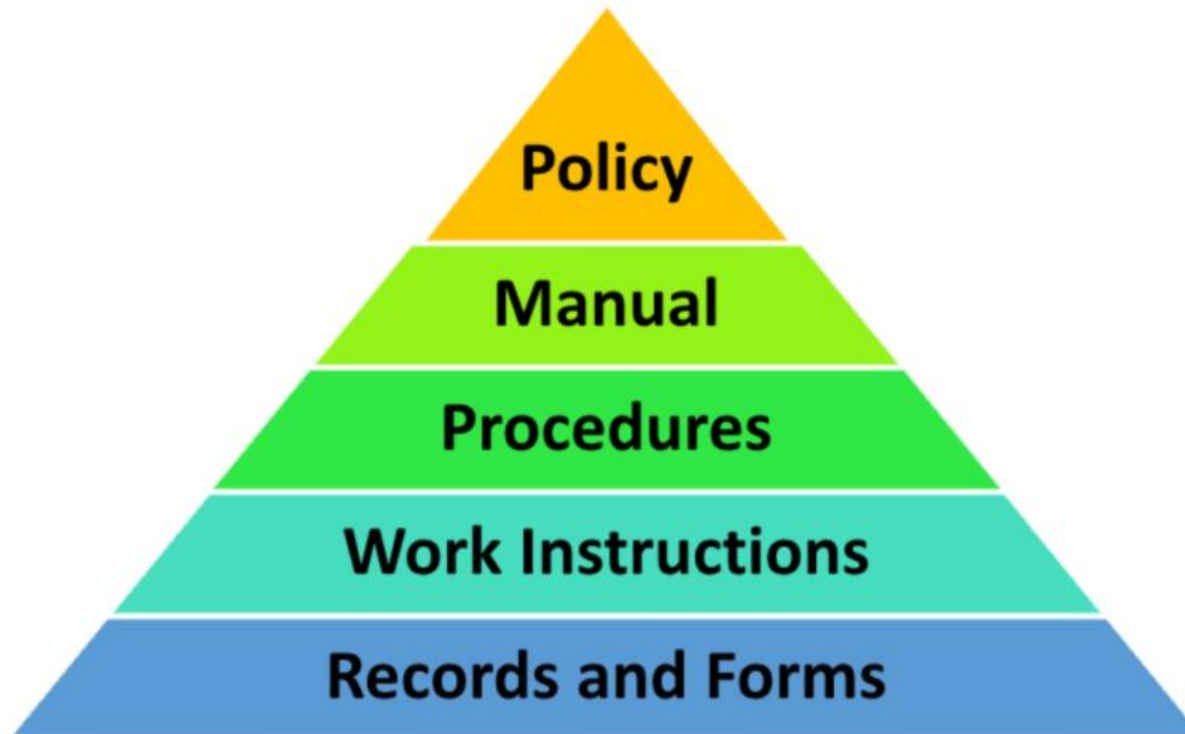 Policy
Manual
Procedures
Work Instructions
Records and Forms